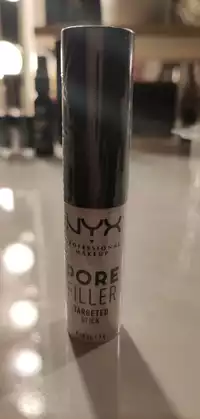 NYX
PROFESSIONAL
MAKEUP
PORE
FILLER
TARGETED
STICK